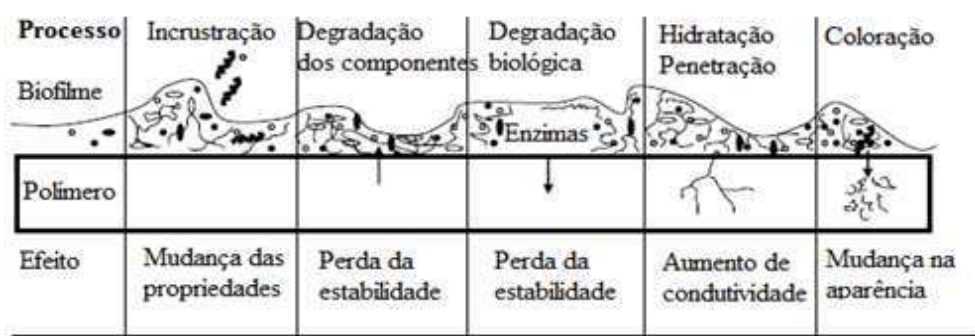 Processo
Incrustração
Degradação
dos componentes
Degradação
biológica
Hidratação
Penetração
Coloração
Biofilme
Enzimas
Polímero
Efeito
Mudança das
propriedades
Perda da
estabilidade
Perda da
estabilidade
Aumento de
condutividade
Mudança na
aparência